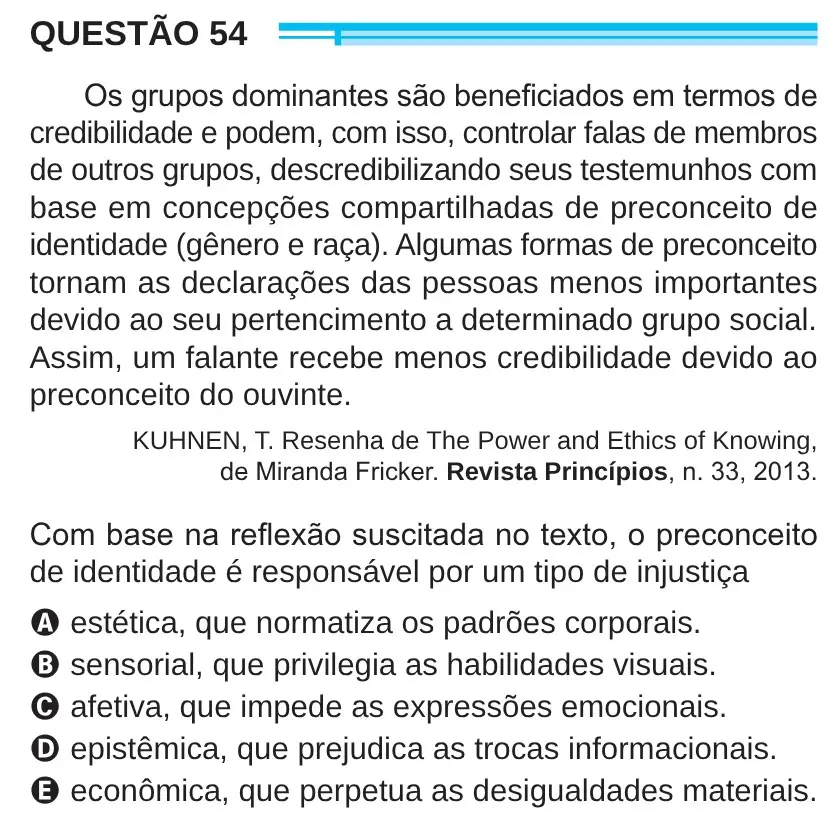 QUESTÃO 54
Os grupos dominantes são beneficiados em termos de
credibilidade e podem, com isso, controlar falas de membros
de outros grupos, descredibilizando seus testemunhos com
base em concepções compartilhadas de preconceito de
identidade (gênero e raça). Algumas formas de preconceito
tornam as declarações das pessoas menos importantes
devido ao seu pertencimento a determinado grupo social.
Assim, um falante recebe menos credibilidade devido ao
preconceito do ouvinte.
KUHNEN, T. Resenha de The Power and Ethics of Knowing,
de Miranda Fricker. Revista Princípios, n. 33, 2013.
Com base na reflexão suscitada no texto, o preconceito
de identidade é responsável por um tipo de injustiça
A estética, que normatiza os padrões corporais.
B sensorial, que privilegia as habilidades visuais.
C afetiva, que impede as expressões emocionais.
D epistêmica, que prejudica as trocas informacionais.
E econômica, que perpetua as desigualdades materiais.